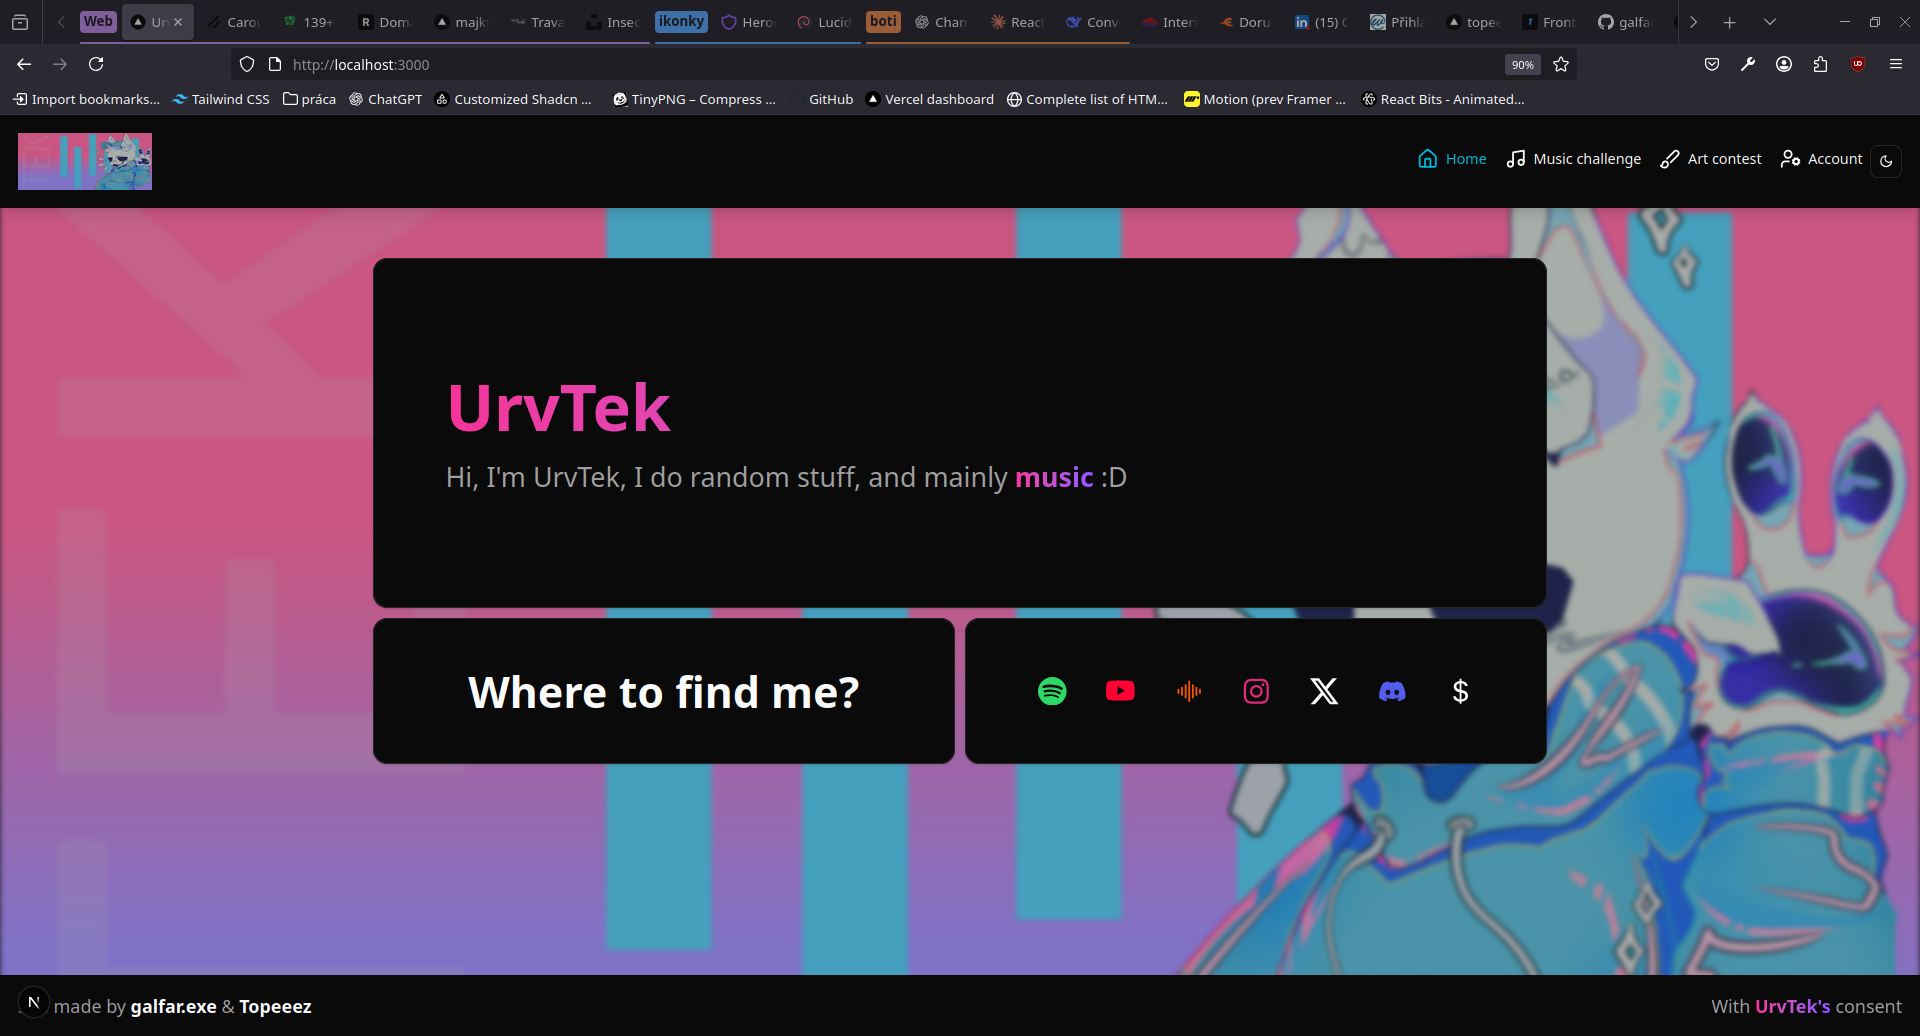 Web
Ur
Caro
139+
Dom
majk
Trava
Insec
ikonky
Hero
Lucid
boti
Chan
React
Conv
Inter
Doru
(15)
Přihl
tope
Front
galfa
http://localhost:3000
90%
Import bookmarks...
Tailwind CSS
práca
ChatGPT
Customized Shadcn ...
TinyPNG – Compress ...
GitHub
Vercel dashboard
Complete list of HTM...
Motion (prev Framer ...
React Bits - Animated...
Home
Music challenge
Art contest
Account
UrvTek
Hi, I'm UrvTek, I do random stuff, and mainly music :D
Where to find me?
N
made by galfar.exe & Topeeez
With UrvTek's consent